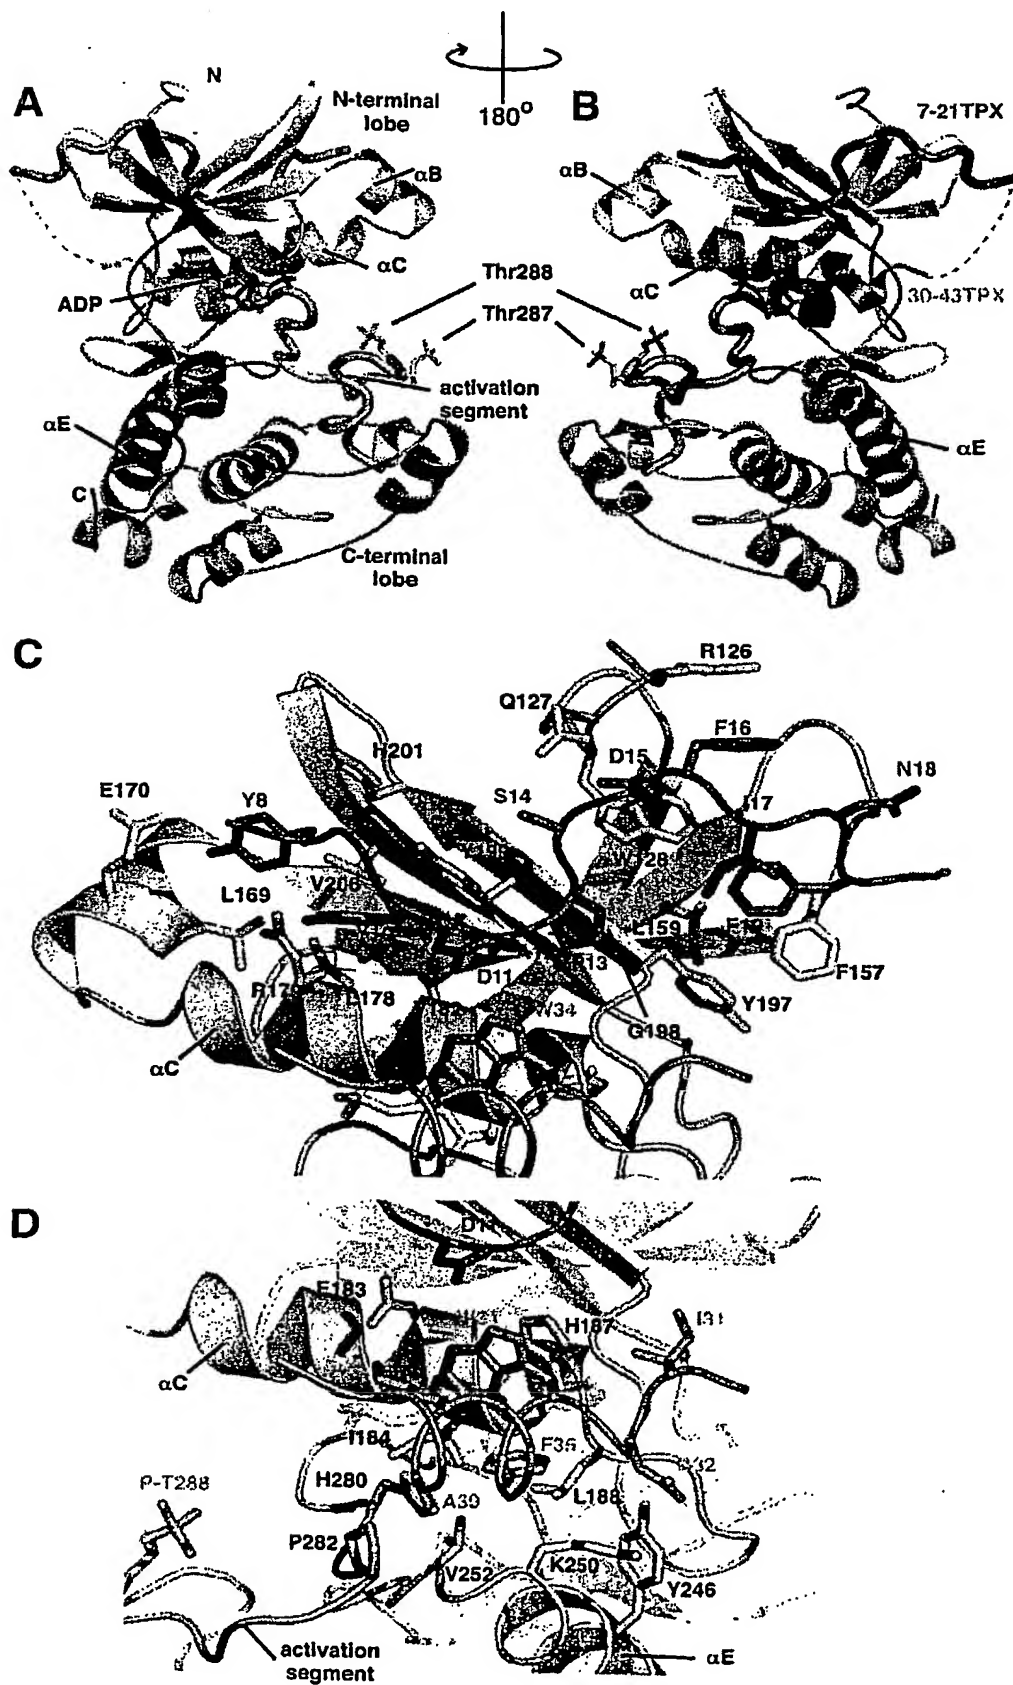 A
N
N-terminal
lobe
180°
B
7-21TPX
αB
αB
αC
αC
ADP
Thr288
Thr287
30-43TPX
activation
segment
αE
αE
C
C-terminal
lobe
C
R126
Q127
F16
H201
D15
N18
E170
Y8
S14
I17
V206
L169
L159
F157
D11
Y197
L178
W34
G198
αC
D
E183
H187
I31
αC
I184
F35
H280
A39
L188
P-T288
P282
V252
K250
Y246
activation
segment
αE